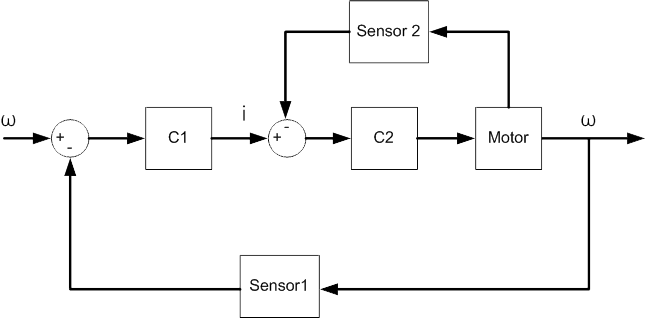 Sensor 2
ω
i
ω
+
-
C1
+
-
C2
Motor
Sensor1